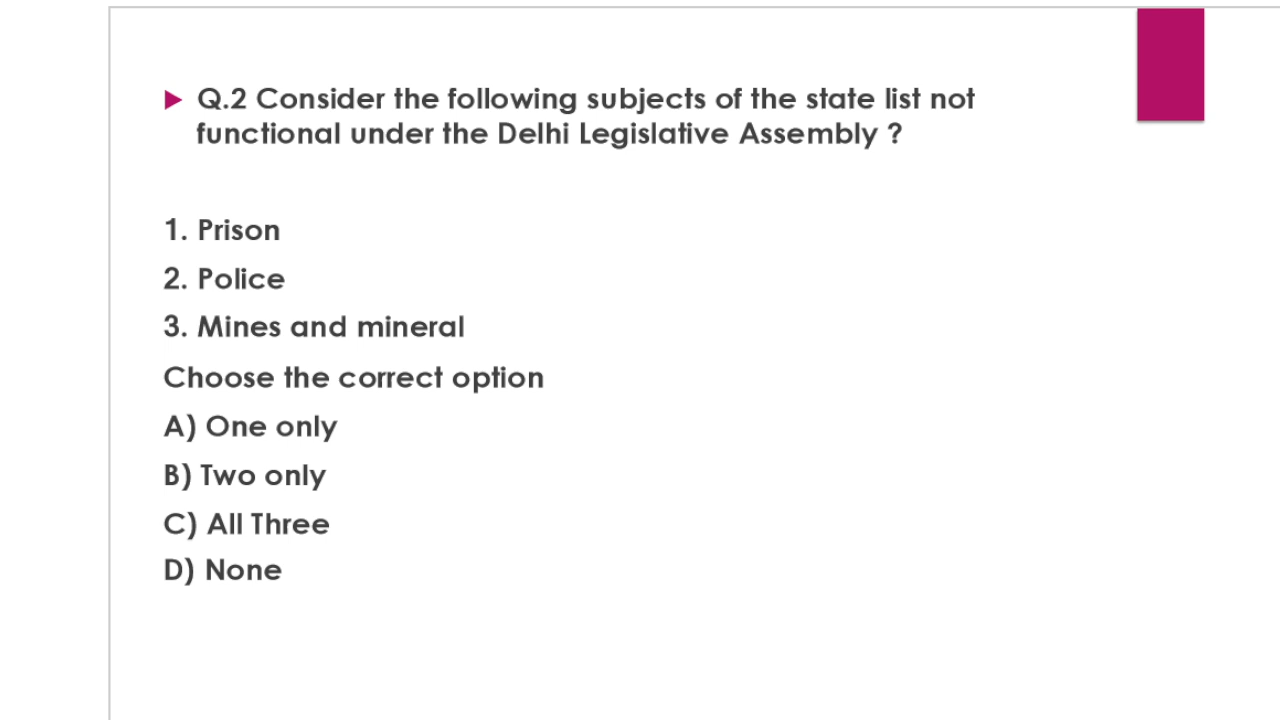 Q.2 Consider the following subjects of the state list not
functional under the Delhi Legislative Assembly ?
1. Prison
2. Police
3. Mines and mineral
Choose the correct option
A) One only
B) Two only
C) All Three
D) None